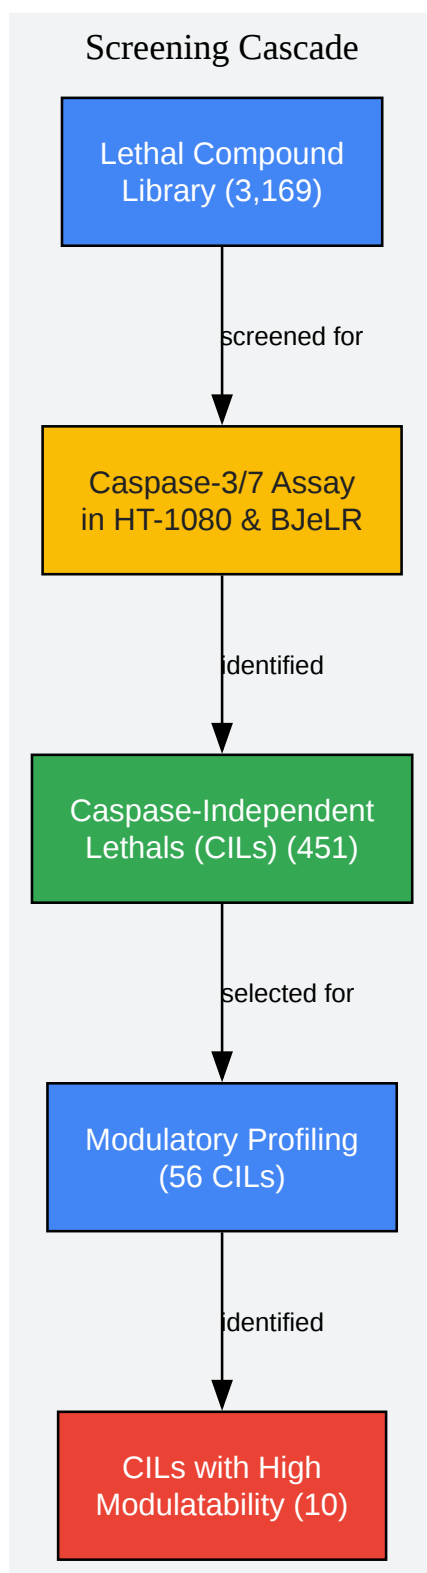 Screening Cascade
Lethal Compound
Library (3,169)
screened for
Caspase-3/7 Assay
in HT-1080 & BJeLR
identified
Caspase-Independent
Lethals (CILs) (451)
selected for
Modulatory Profiling
(56 CILs)
identified
CILs with High
Modulatability (10)